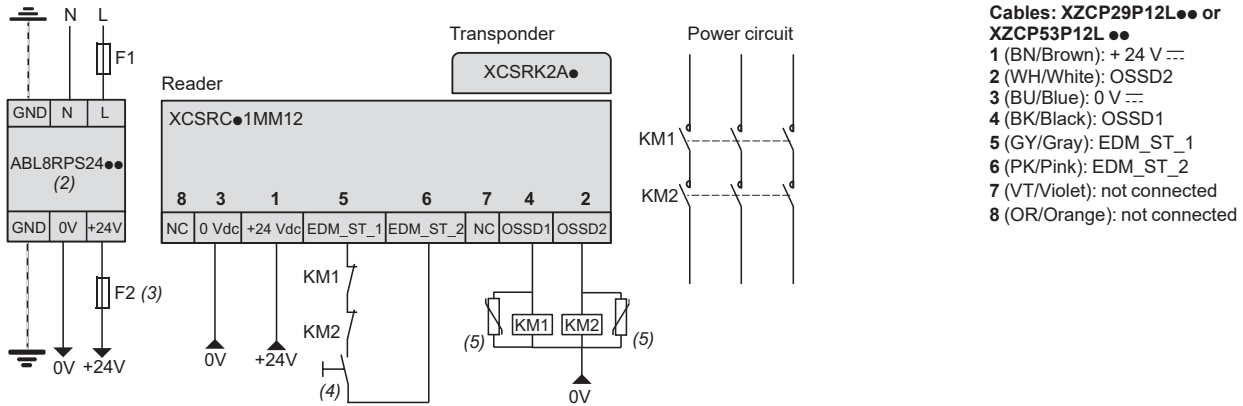 N L
F1
GND N L
ABL8RPS24●●
(2)
GND 0V +24V
F2 (3)
0V +24V
Reader
Transponder
XCSRK2A●
XCSRC●1MM12
8 3 1 5 6 7 4 2
NC 0 Vdc +24 Vdc EDM_ST_1 EDM_ST_2 NC OSSD1 OSSD2
KM1
KM2
(4)
0V +24V
KM1 KM2
(5) (5)
0V
Power circuit
KM1
KM2
Cables: XZCP29P12L●● or
XZCP53P12L ●●
1 (BN/Brown): + 24 V ⎓
2 (WH/White): OSSD2
3 (BU/Blue): 0 V ⎓
4 (BK/Black): OSSD1
5 (GY/Gray): EDM_ST_1
6 (PK/Pink): EDM_ST_2
7 (VT/Violet): not connected
8 (OR/Orange): not connected